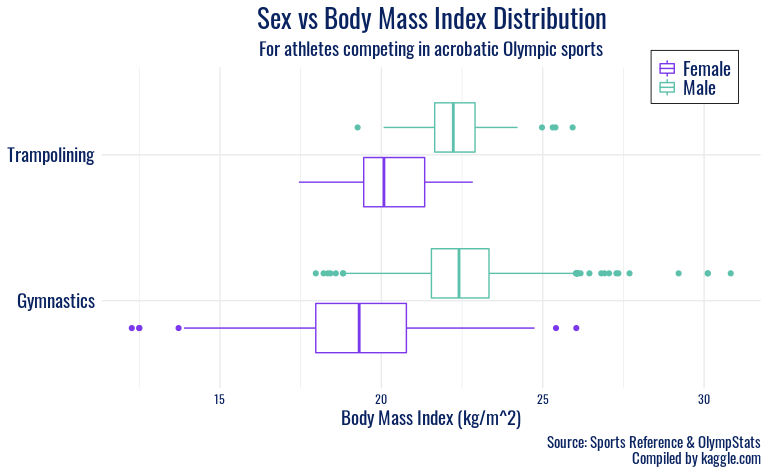 Sex vs Body Mass Index Distribution
For athletes competing in acrobatic Olympic sports
Female
Male
Trampolining
Gymnastics
15 20 25 30
Body Mass Index (kg/m^2)
Source: Sports Reference & OlympStats
Compiled by kaggle.com